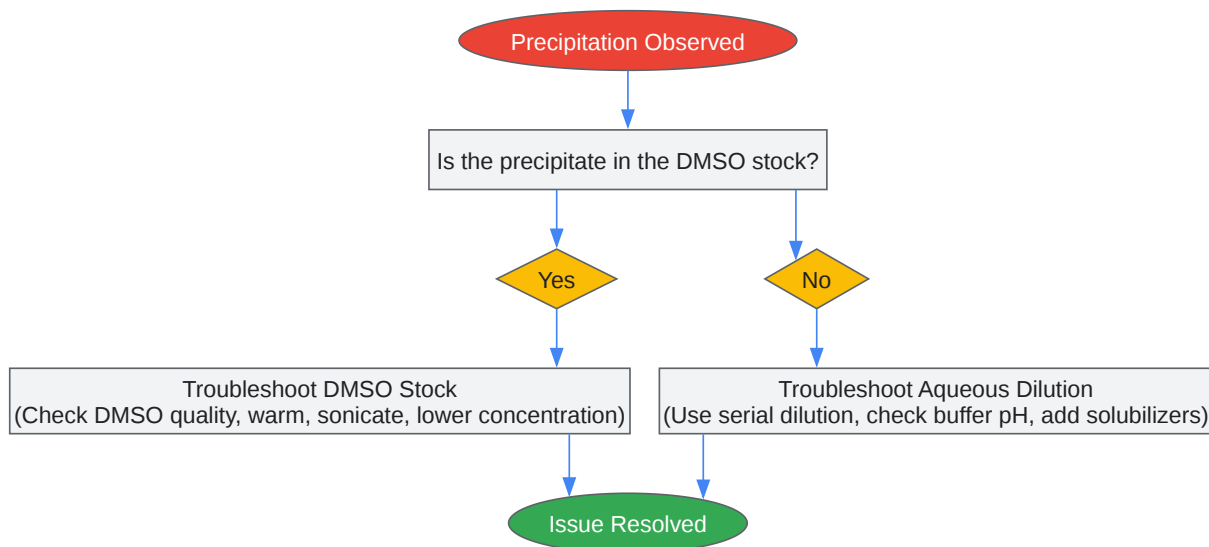 Precipitation Observed
Is the precipitate in the DMSO stock?
Yes
No
Troubleshoot DMSO Stock
(Check DMSO quality, warm, sonicate, lower concentration)
Troubleshoot Aqueous Dilution
(Use serial dilution, check buffer pH, add solubilizers)
Issue Resolved